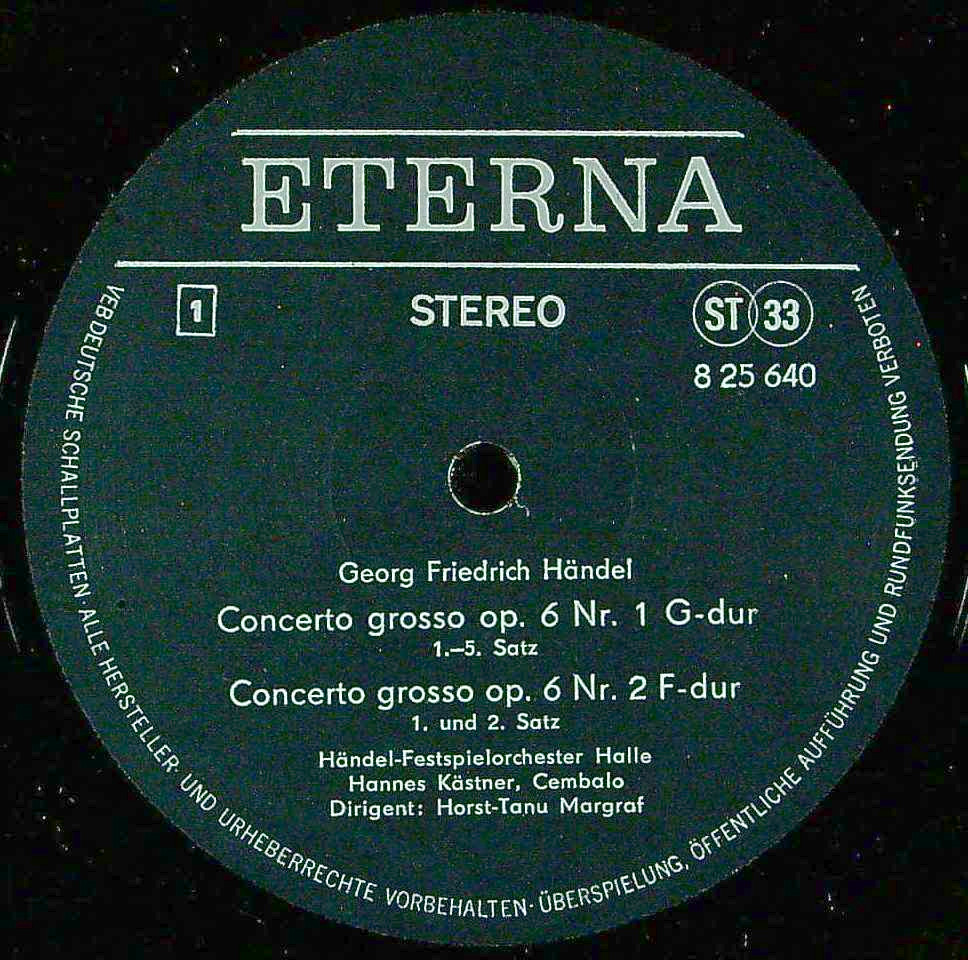 ETERNA
1
STEREO
ST 33
8 25 640
Georg Friedrich Händel
Concerto grosso op. 6 Nr. 1 G-dur
1.–5. Satz
Concerto grosso op. 6 Nr. 2 F-dur
1. und 2. Satz
Händel-Festspielorchester Halle
Hannes Kästner, Cembalo
Dirigent: Horst-Tanu Margraf
VEB DEUTSCHE SCHALLPLATTEN · ALLE HERSTELLER- UND URHEBERRECHTE VORBEHALTEN · ÜBERSPIELUNG, ÖFFENTLICHE AUFFÜHRUNG UND RUNDFUNKSENDUNG VERBOTEN